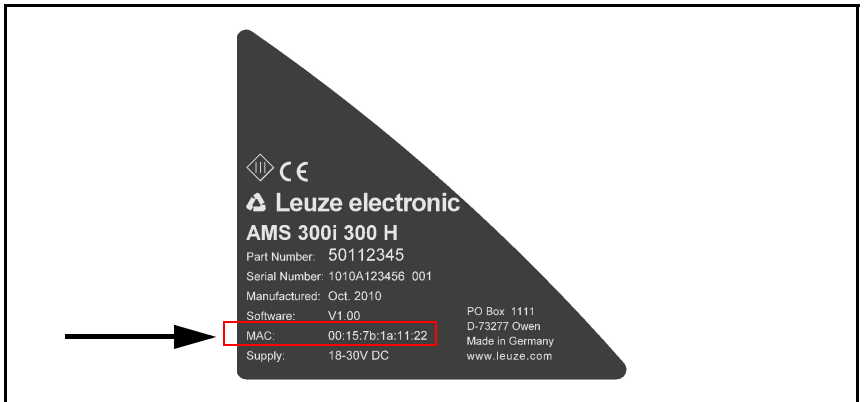 III CE
Leuze electronic
AMS 300i 300 H
Part Number: 50112345
Serial Number: 1010A123456 001
Manufactured: Oct. 2010
Software: V1.00
MAC: 00:15:7b:1a:11:22
Supply: 18-30V DC
PO Box 1111
D-73277 Owen
Made in Germany
www.leuze.com